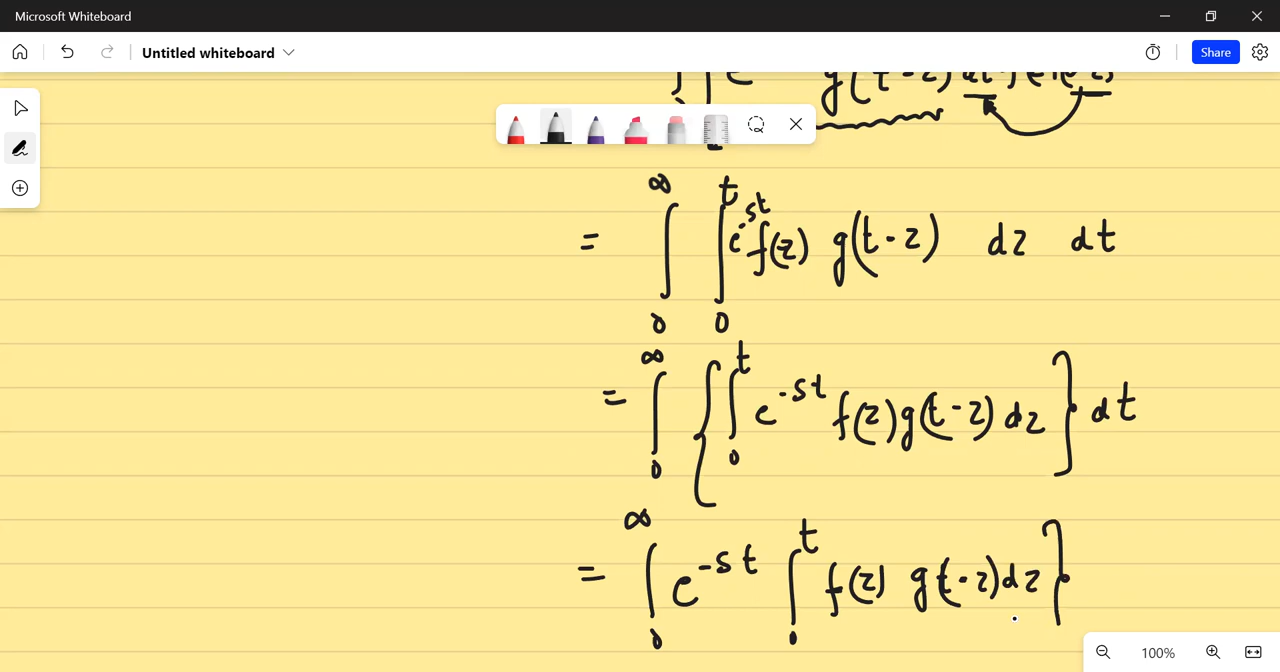 Microsoft Whiteboard
Untitled whiteboard
Share
g(t-z) dt
= ∫₀^∞ ∫₀^t e^-st f(z) g(t-z) dz dt
= ∫₀^∞ { ∫₀^t e^-st f(z)g(t-z)dz } dt
= ∫₀^∞ e^-st ∫₀^t f(z) g(t-z)dz }
100%